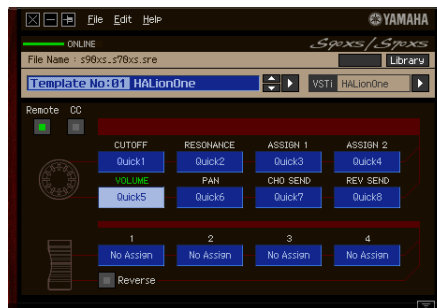 File Edit Help YAMAHA
ONLINE S90XS/S70XS
File Name : s90xs_s70xs.sre Library
Template No:01 HALionOne VSTi HALionOne
Remote CC
CUTOFF RESONANCE ASSIGN 1 ASSIGN 2
Quick1 Quick2 Quick3 Quick4
VOLUME PAN CHO SEND REV SEND
Quick5 Quick6 Quick7 Quick8
1 2 3 4
No Assign No Assign No Assign No Assign
Reverse